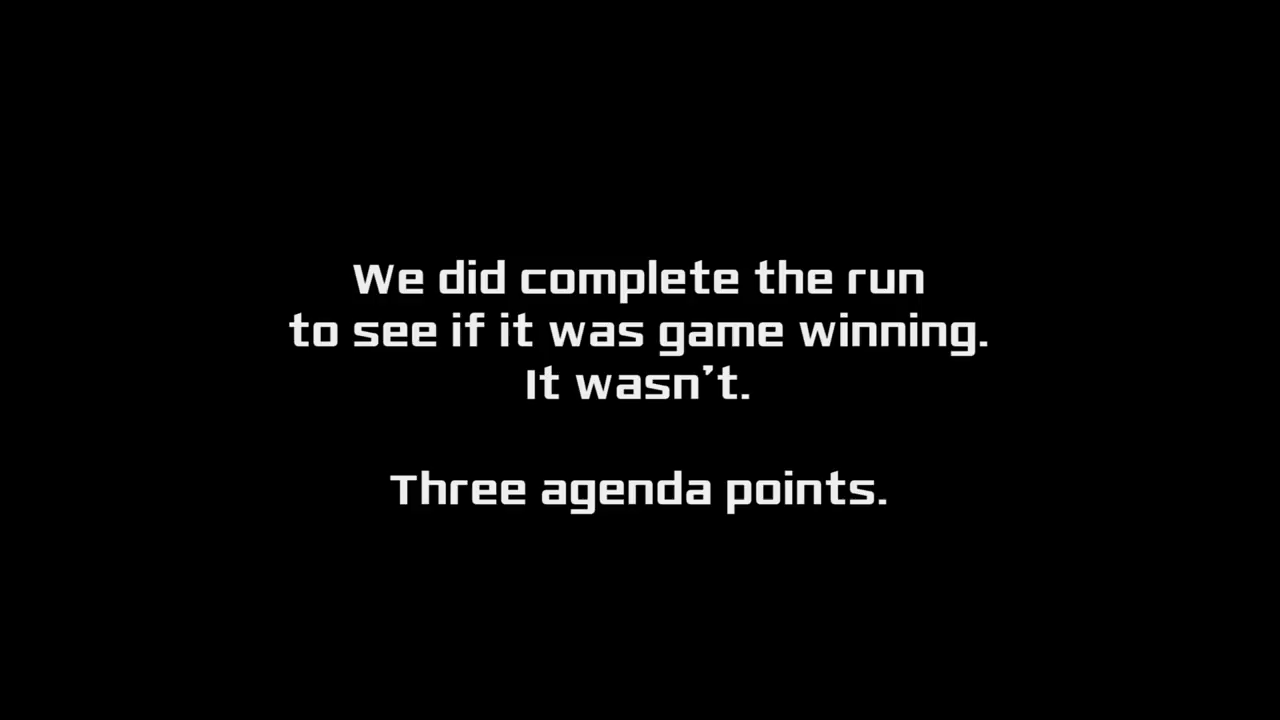 We did complete the run
to see if it was game winning.
It wasn't.
Three agenda points.